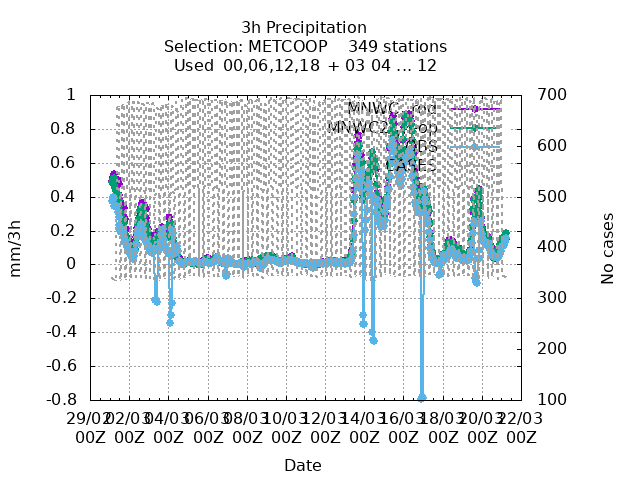 3h Precipitation
Selection: METCOOP 349 stations
Used 00,06,12,18 + 03 04 ... 12
1
0.8
0.6
0.4
0.2
0
-0.2
-0.4
-0.6
-0.8
700
600
500
400
300
200
100
mm/3h
No cases
OBS
CASES
29/02 02/03 04/03 06/03 08/03 10/03 12/03 14/03 16/03 18/03 20/03 22/03
00Z 00Z 00Z 00Z 00Z 00Z 00Z 00Z 00Z 00Z 00Z 00Z
Date